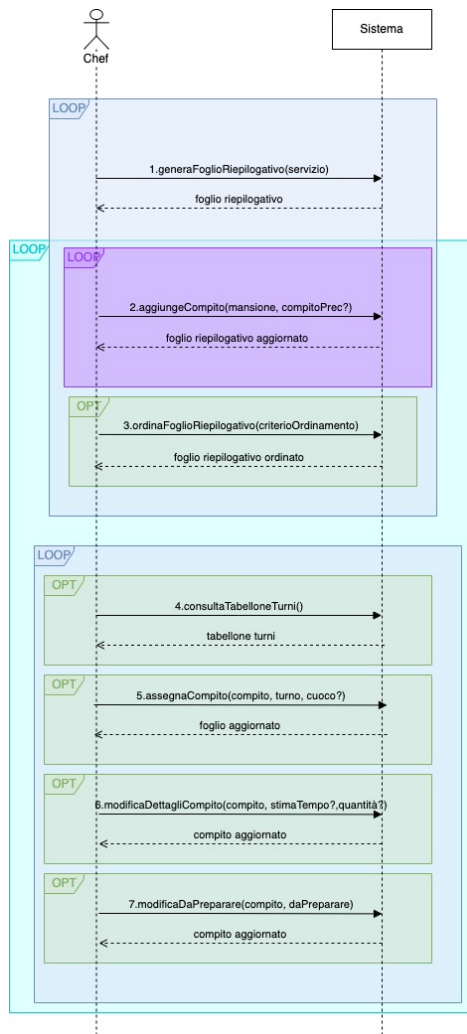 Sistema
Chef
LOOP
1.generaFoglioRiepilogativo(servizio)
foglio riepilogativo
LOOP
LOOP
2.aggiungeCompito(mansione, compitoPrec?)
foglio riepilogativo aggiornato
OPT
3.ordinaFoglioRiepilogativo(criterioOrdinamento)
foglio riepilogativo ordinato
LOOP
OPT
4.consultaTabelloneTurni()
tabellone turni
OPT
5.assegnaCompito(compito, turno, cuoco?)
foglio aggiornato
OPT
6.modificaDettagliCompito(compito, stimaTempo?,quantità?)
compito aggiornato
OPT
7.modificaDaPreparare(compito, daPreparare)
compito aggiornato